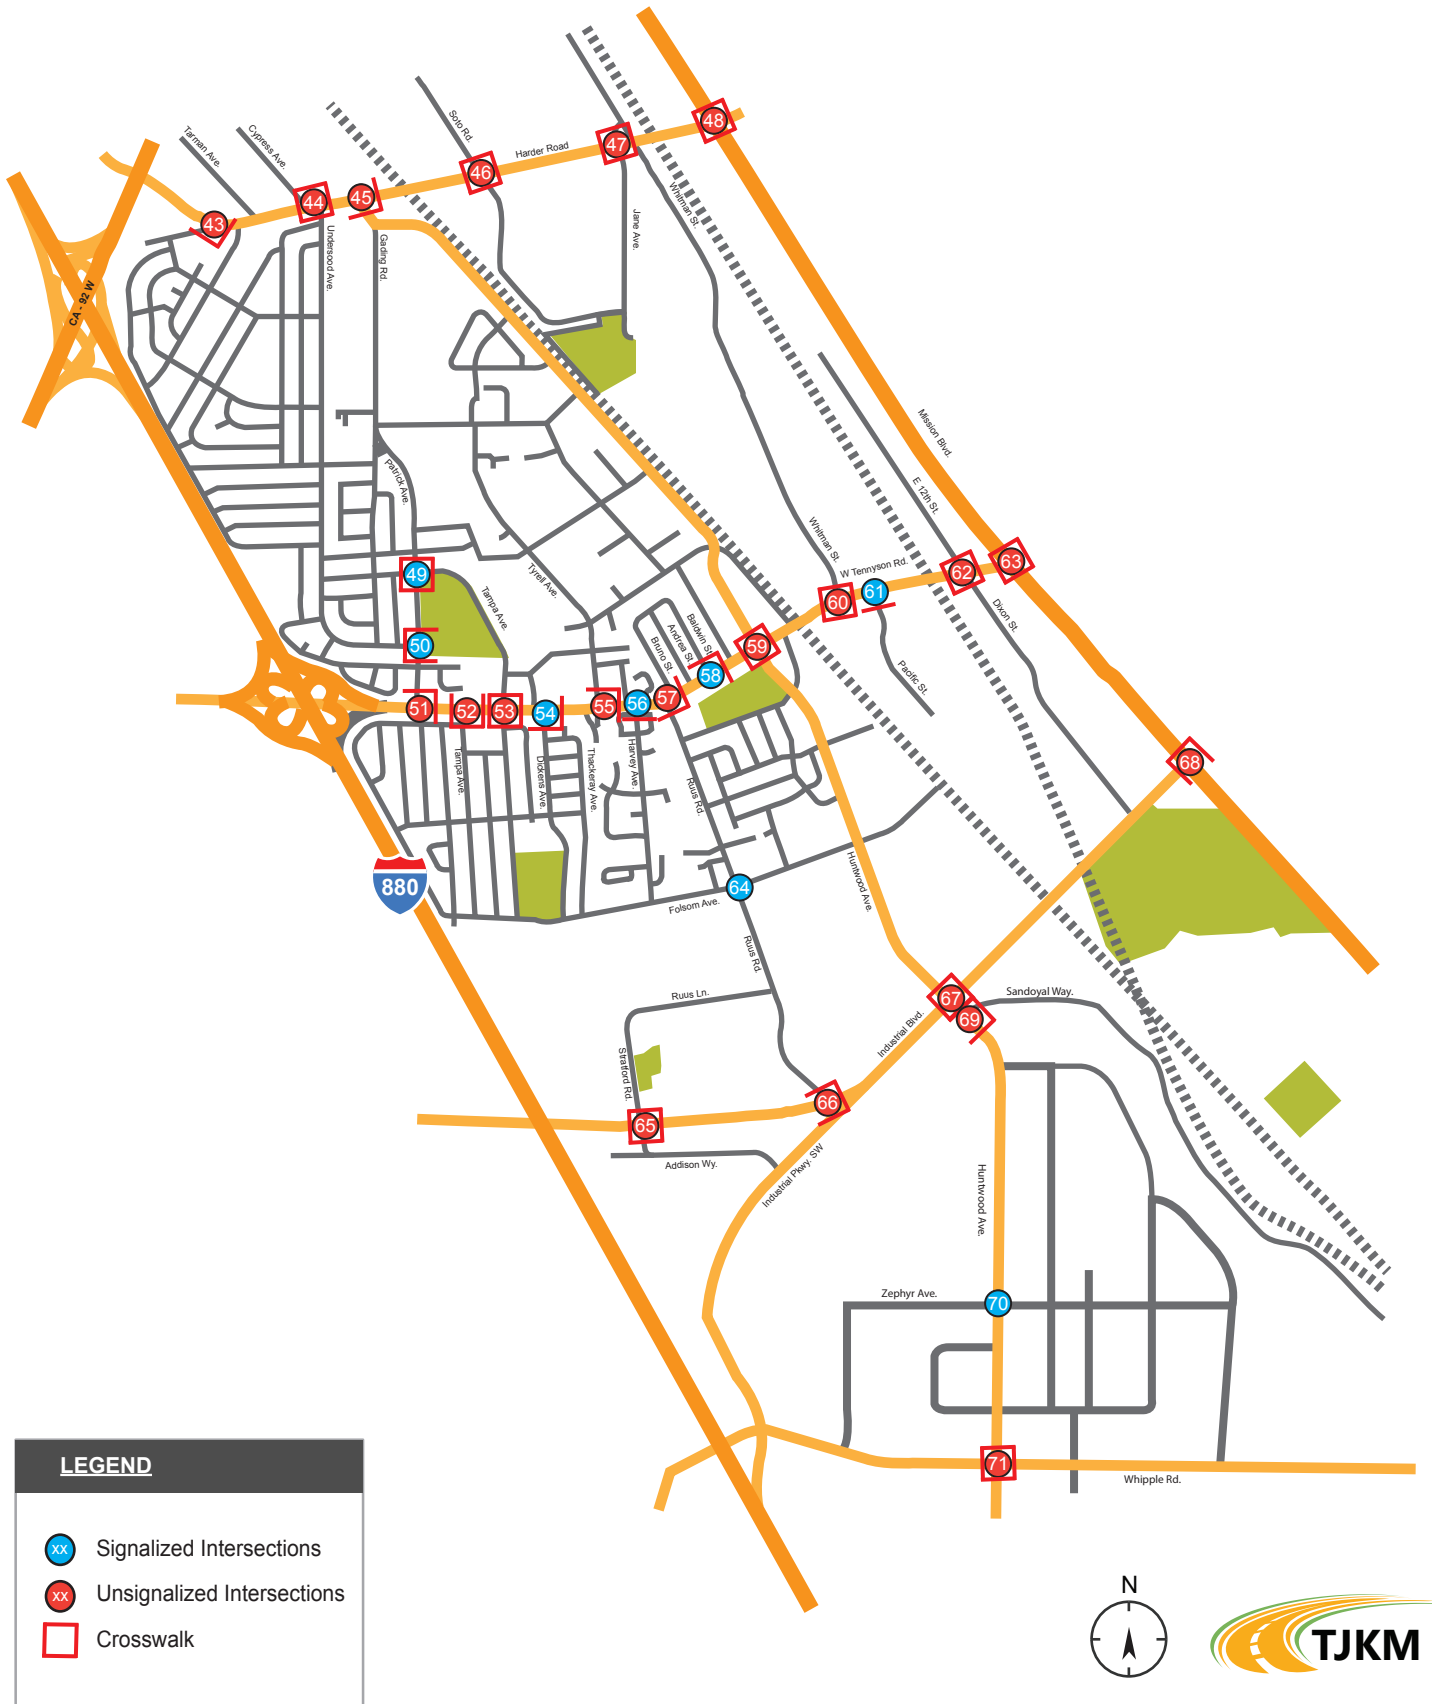 48
47
Soto Rd.
Harder Road
46
Tarman Ave.
Cypress Ave.
45
44
43
Whitman St.
Jane Ave.
Undersood Ave.
Gading Rd.
CA - 92 W
Mission Blvd.
Patrick Ave.
E 12th St.
Whitman St.
W Tennyson Rd.
63
62
61
60
49
Tyrell Ave.
Tampa Ave.
Dixon St.
Baldwin St.
Andrea St.
Bruno St.
50
59
58
Pacific St.
51
52
53
54
55
56
57
Tampa Ave.
Dickens Ave.
Thackeray Ave.
Harvey Ave.
Ruus Rd.
68
880
Huntwood Ave.
64
Folsom Ave.
Ruus Rd.
Ruus Ln.
67
Sandoyal Way.
69
Industrial Blvd.
Stratford Rd.
66
65
Addison Wy.
Industrial Pkwy. SW
Huntwood Ave.
Zephyr Ave.
70
71
Whipple Rd.
LEGEND
xx Signalized Intersections
xx Unsignalized Intersections
Crosswalk
N
TJKM